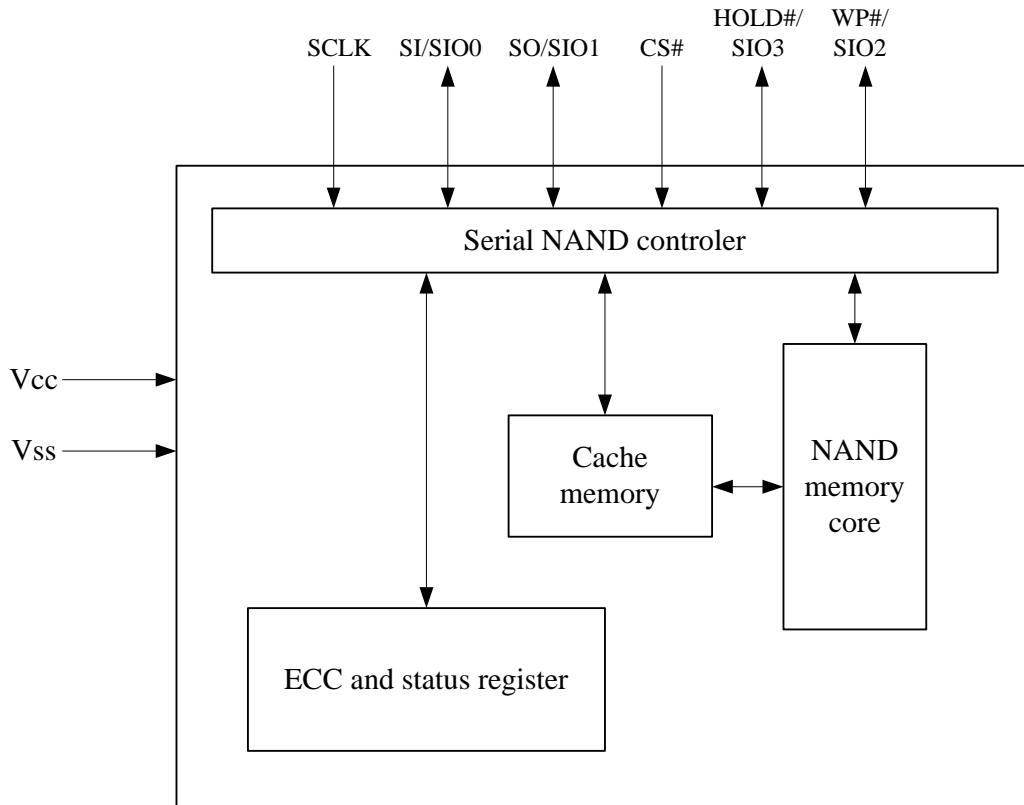 HOLD#/ WP#/
SCLK SI/SIO0 SO/SIO1 CS# SIO3 SIO2
Serial NAND controler
Vcc
Vss
Cache
memory
NAND
memory
core
ECC and status register